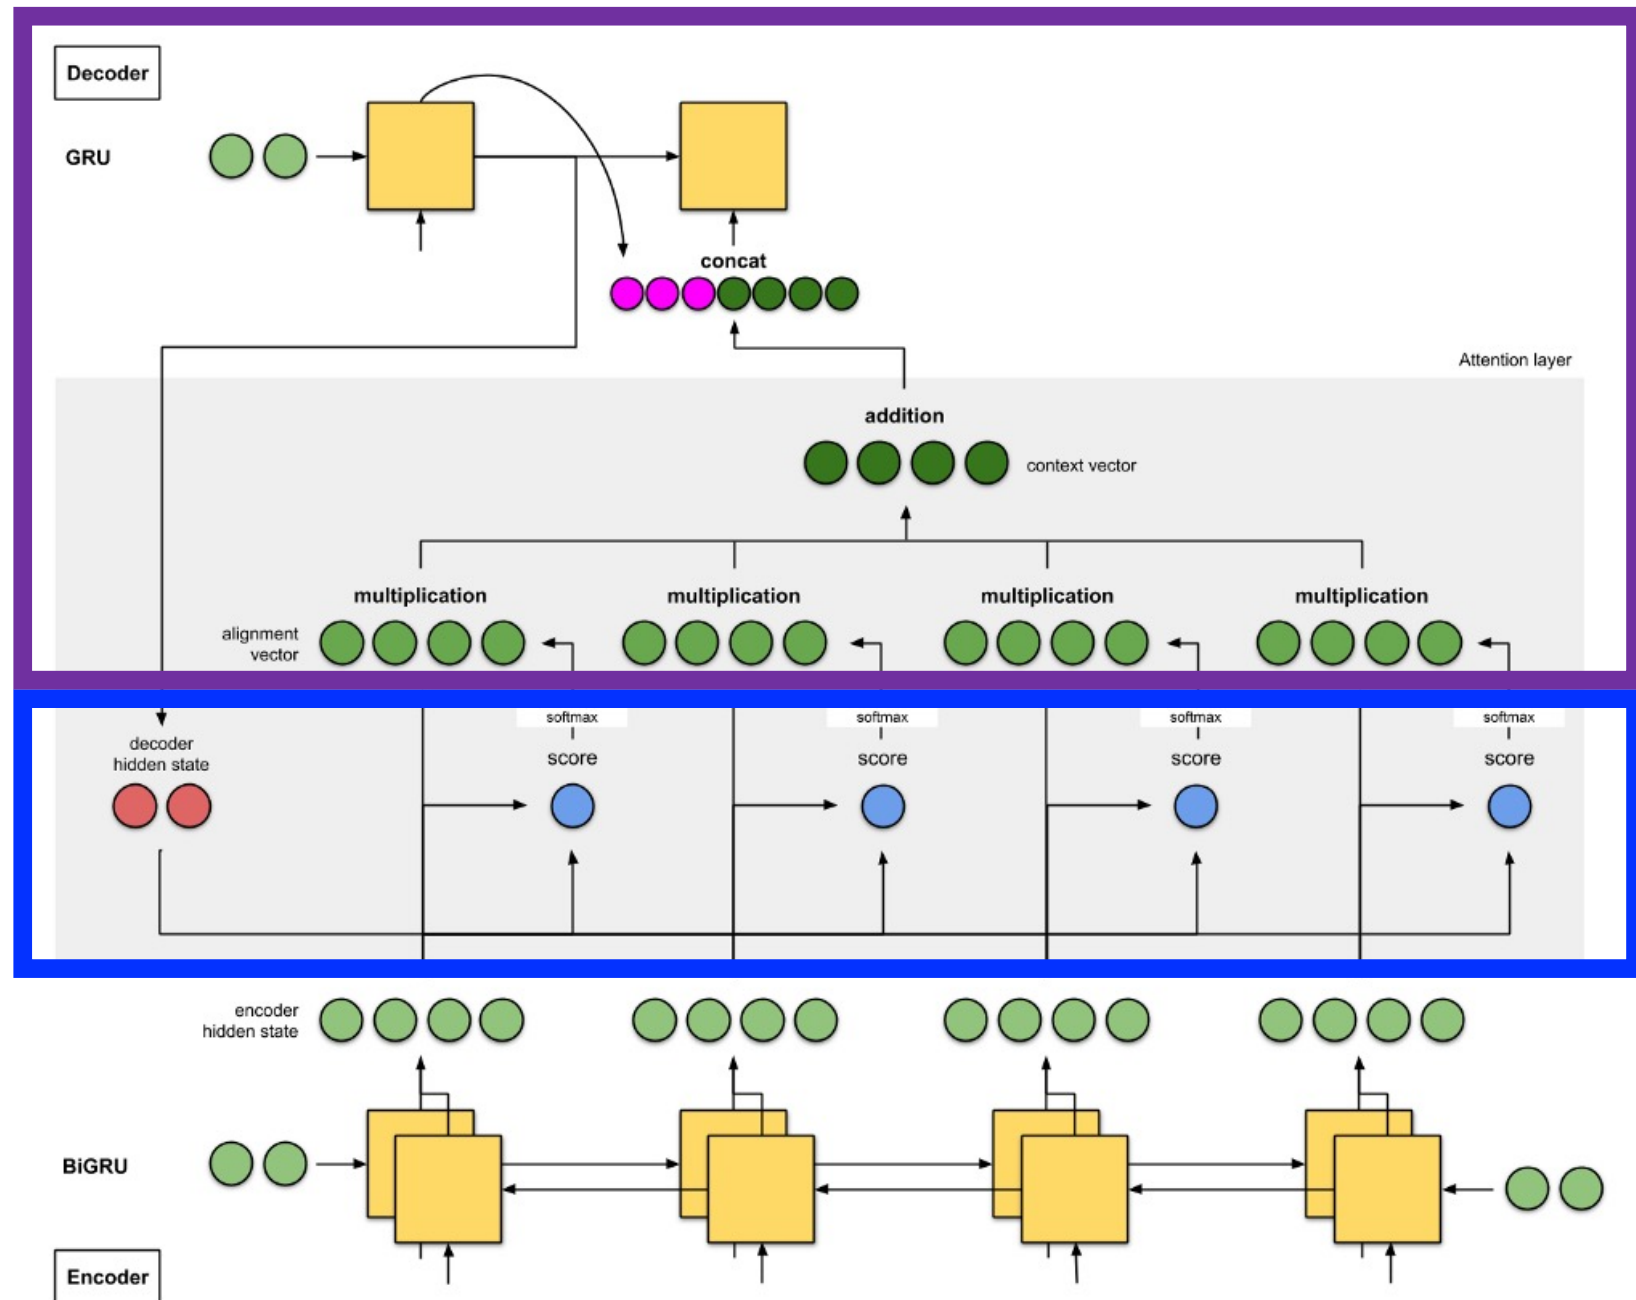 Decoder
GRU
concat
Attention layer
addition
context vector
multiplication multiplication multiplication multiplication
alignment
vector
softmax softmax softmax softmax
decoder
hidden state
score score score score
encoder
hidden state
BiGRU
Encoder